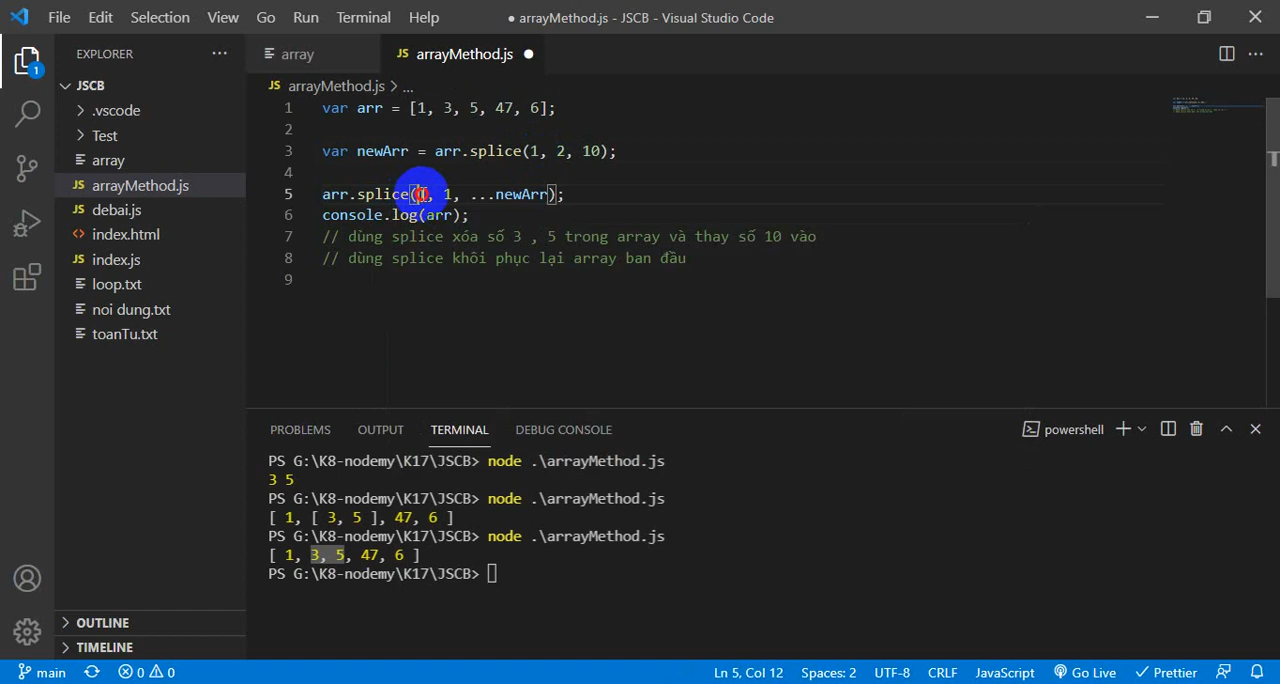 File Edit Selection View Go Run Terminal Help
● arrayMethod.js - JSCB - Visual Studio Code
EXPLORER ···
array
JS arrayMethod.js
1
JS arrayMethod.js > ...
JSCB
.vscode
Test
array
arrayMethod.js
JS debai.js
<> index.html
JS index.js
loop.txt
noi dung.txt
toanTu.txt
OUTLINE
TIMELINE
1 var arr = [1, 3, 5, 47, 6];
2
3 var newArr = arr.splice(1, 2, 10);
4
5 arr.splice(1, 1, ...newArr);
6 console.log(arr);
7 // dùng splice xóa số 3 , 5 trong array và thay số 10 vào
8 // dùng splice khôi phục lại array ban đầu
9
PROBLEMS OUTPUT TERMINAL DEBUG CONSOLE
powershell
PS G:\K8-nodemy\K17\JSCB> node .\arrayMethod.js
3 5
PS G:\K8-nodemy\K17\JSCB> node .\arrayMethod.js
[ 1, [ 3, 5 ], 47, 6 ]
PS G:\K8-nodemy\K17\JSCB> node .\arrayMethod.js
[ 1, 3, 5, 47, 6 ]
PS G:\K8-nodemy\K17\JSCB>
main 0 0 Ln 5, Col 12 Spaces: 2 UTF-8 CRLF JavaScript Go Live Prettier